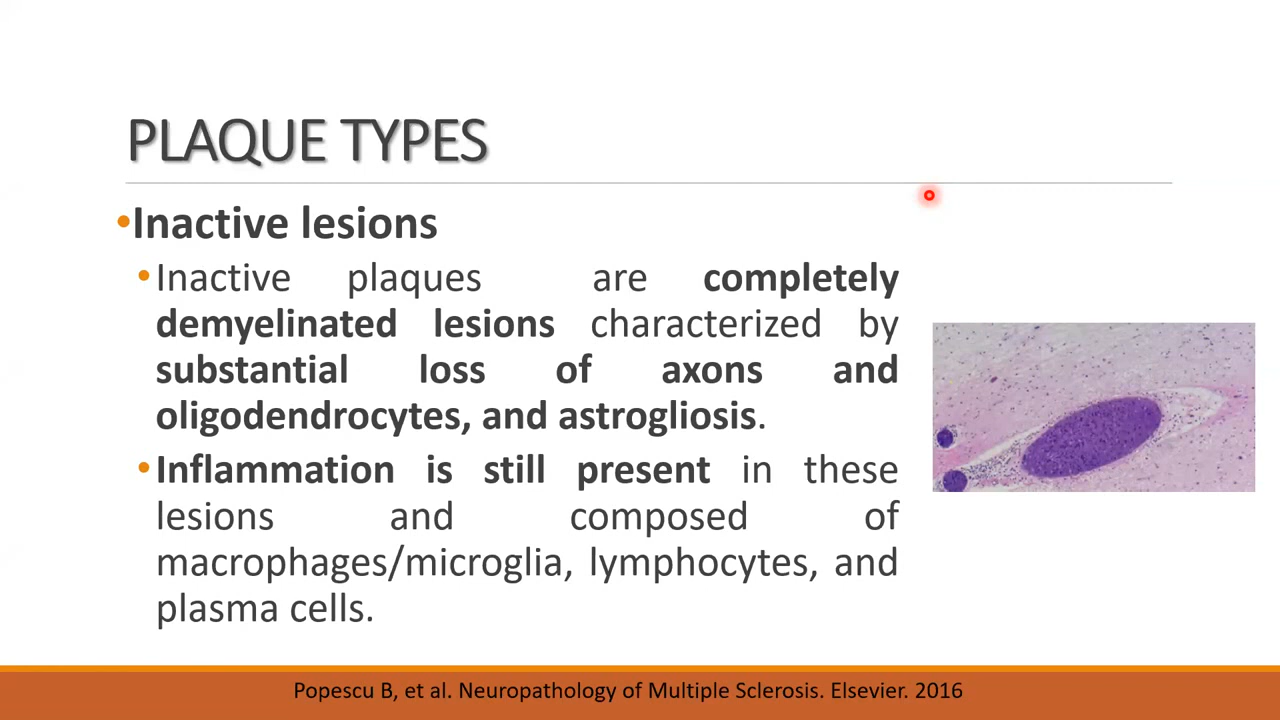 PLAQUE TYPES
•Inactive lesions
•Inactive plaques are completely
demyelinated lesions characterized by
substantial loss of axons and
oligodendrocytes, and astrogliosis.
•Inflammation is still present in these
lesions and composed of
macrophages/microglia, lymphocytes, and
plasma cells.
Popescu B, et al. Neuropathology of Multiple Sclerosis. Elsevier. 2016